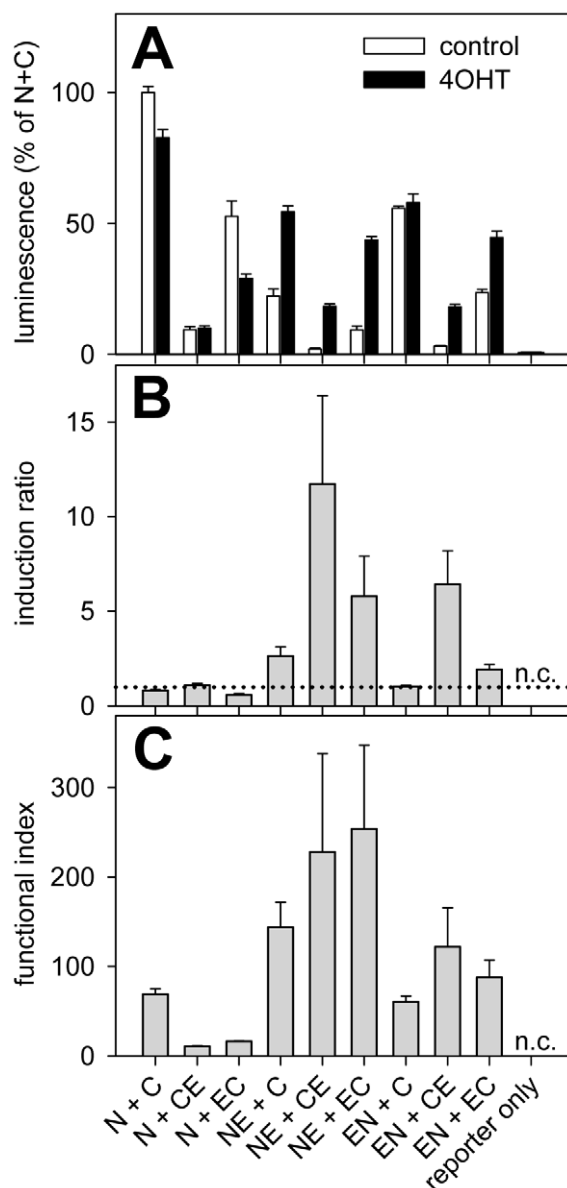 A
control
4OHT
luminescence (% of N+C)
100
50
0
B
induction ratio
15
10
5
0
n.c.
C
functional index
300
200
100
0
n.c.
N + C
N + CE
N + EC
NE + C
NE + CE
NE + EC
EN + C
EN + CE
EN + EC
reporter only